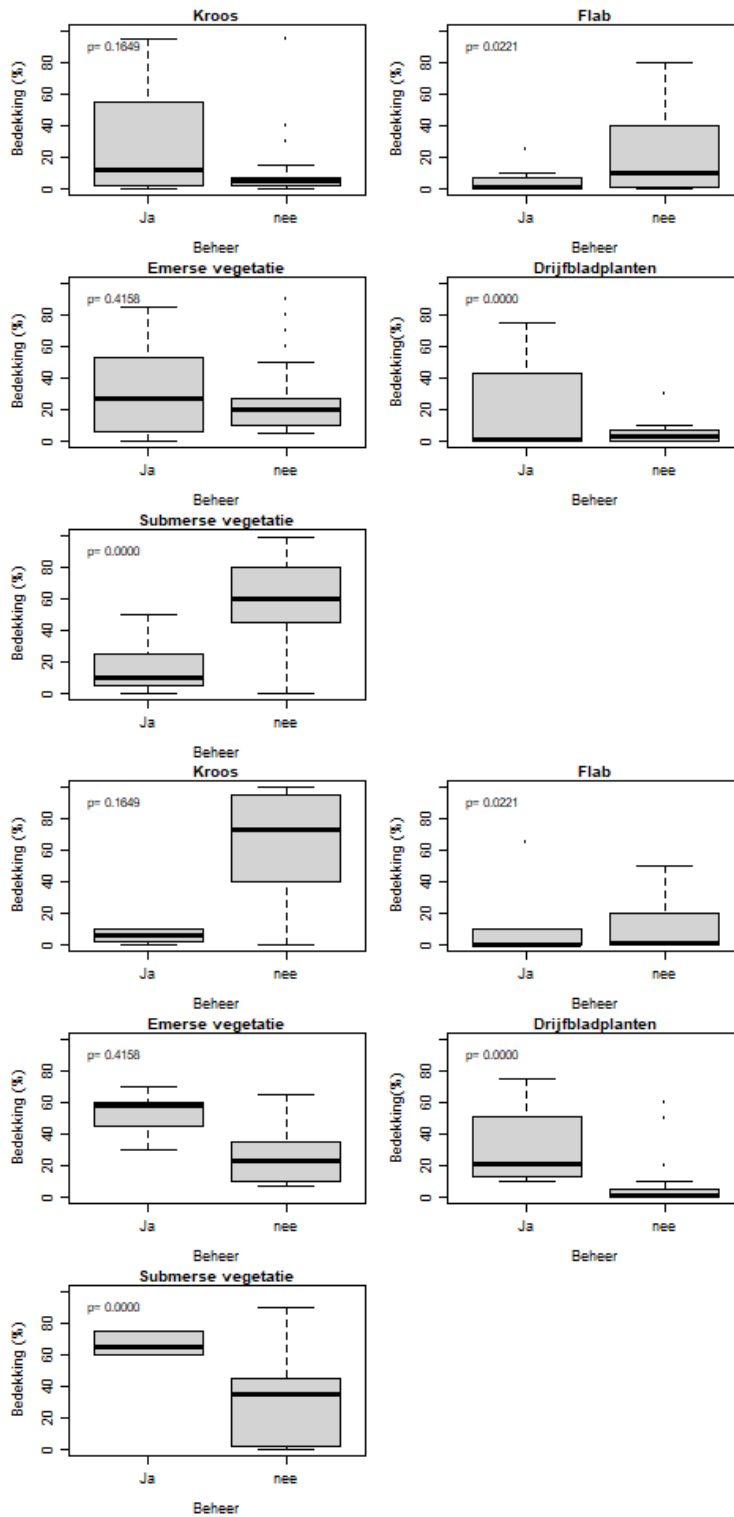 Kroos
p= 0.1649
Bedekking (%)
0 20 40 60 80
Ja nee
Beheer
Flab
p= 0.0221
Bedekking (%)
0 20 40 60 80
Ja nee
Beheer
Emerse vegetatie
p= 0.4158
Bedekking (%)
0 20 40 60 80
Ja nee
Beheer
Drijfbladplanten
p= 0.0000
Bedekking(%)
0 20 40 60 80
Ja nee
Beheer
Submerse vegetatie
p= 0.0000
Bedekking (%)
0 20 40 60 80
Ja nee
Beheer
Kroos
p= 0.1649
Bedekking (%)
0 20 40 60 80
Ja nee
Beheer
Flab
p= 0.0221
Bedekking (%)
0 20 40 60 80
Ja nee
Beheer
Emerse vegetatie
p= 0.4158
Bedekking (%)
0 20 40 60 80
Ja nee
Beheer
Drijfbladplanten
p= 0.0000
Bedekking(%)
0 20 40 60 80
Ja nee
Beheer
Submerse vegetatie
p= 0.0000
Bedekking (%)
0 20 40 60 80
Ja nee
Beheer